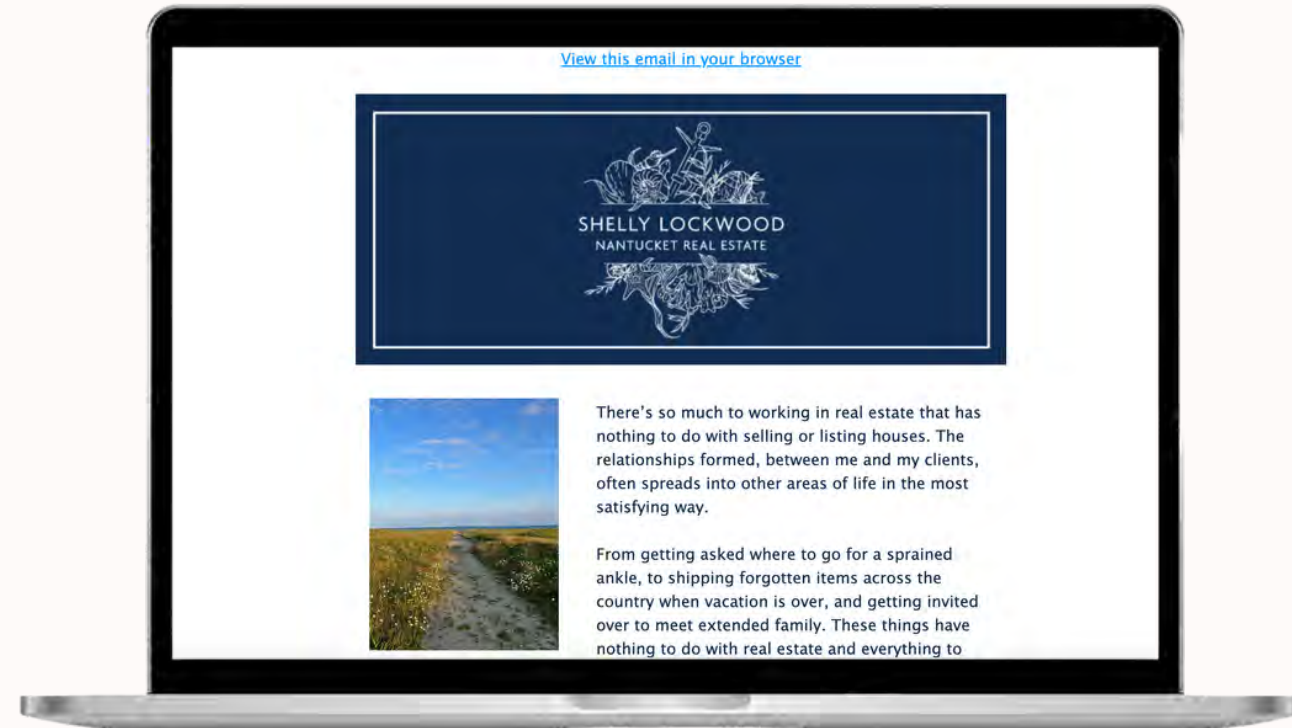 View this email in your browser
SHELLY LOCKWOOD
NANTUCKET REAL ESTATE
There's so much to working in real estate that has
nothing to do with selling or listing houses. The
relationships formed, between me and my clients,
often spreads into other areas of life in the most
satisfying way.
From getting asked where to go for a sprained
ankle, to shipping forgotten items across the
country when vacation is over, and getting invited
over to meet extended family. These things have
nothing to do with real estate and everything to